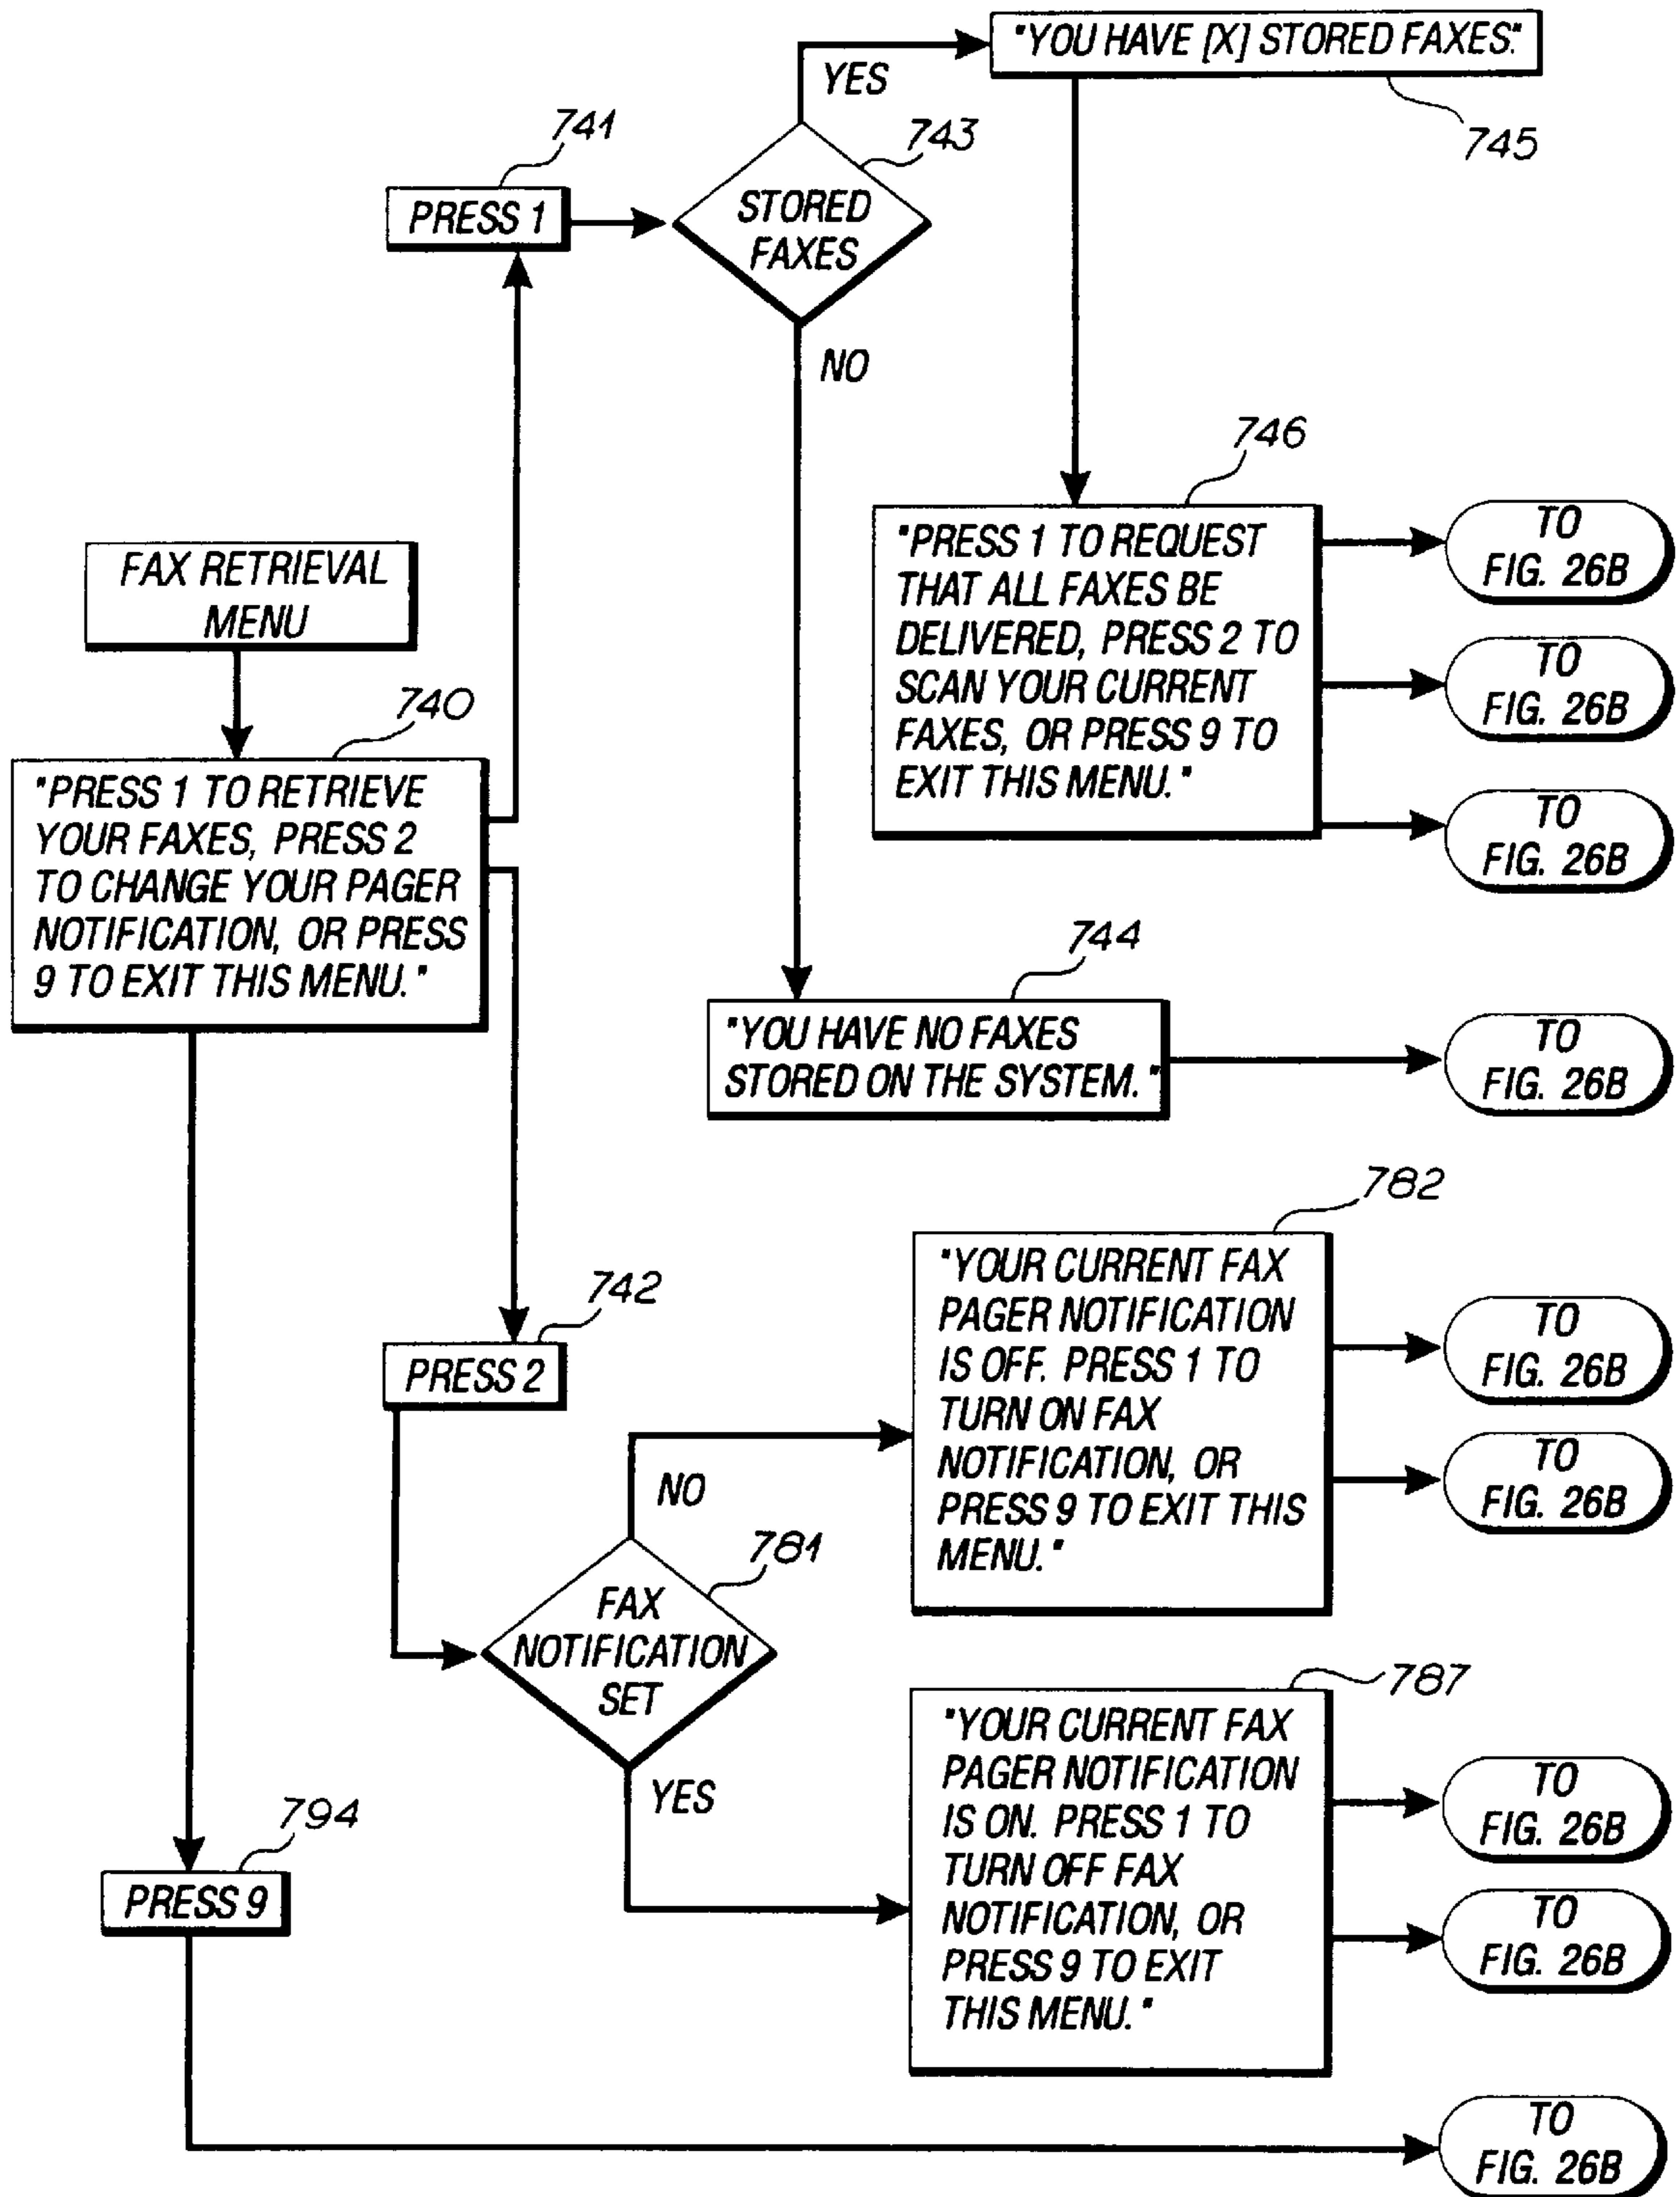 "YOU HAVE [X] STORED FAXES."
YES
745
741
743
PRESS 1
STORED
FAXES
NO
746
"PRESS 1 TO REQUEST
THAT ALL FAXES BE
DELIVERED, PRESS 2 TO
SCAN YOUR CURRENT
FAXES, OR PRESS 9 TO
EXIT THIS MENU."
TO
FIG. 26B
TO
FIG. 26B
TO
FIG. 26B
FAX RETRIEVAL
MENU
740
"PRESS 1 TO RETRIEVE
YOUR FAXES, PRESS 2
TO CHANGE YOUR PAGER
NOTIFICATION, OR PRESS
9 TO EXIT THIS MENU."
744
"YOU HAVE NO FAXES
STORED ON THE SYSTEM."
TO
FIG. 26B
782
"YOUR CURRENT FAX
PAGER NOTIFICATION
IS OFF. PRESS 1 TO
TURN ON FAX
NOTIFICATION, OR
PRESS 9 TO EXIT THIS
MENU."
TO
FIG. 26B
TO
FIG. 26B
742
PRESS 2
NO
781
FAX
NOTIFICATION
SET
YES
787
"YOUR CURRENT FAX
PAGER NOTIFICATION
IS ON. PRESS 1 TO
TURN OFF FAX
NOTIFICATION, OR
PRESS 9 TO EXIT
THIS MENU."
TO
FIG. 26B
TO
FIG. 26B
794
PRESS 9
TO
FIG. 26B